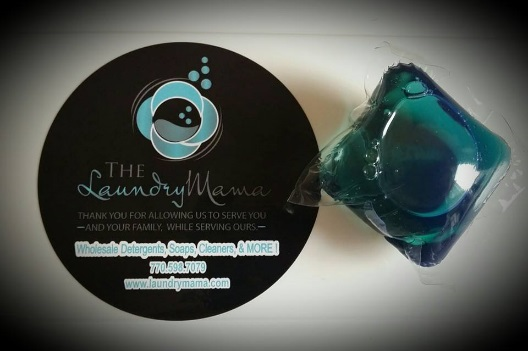 THE
LaundryMama
THANK YOU FOR ALLOWING US TO SERVE YOU
—AND YOUR FAMILY, WHILE SERVING OURS.—
Wholesale Detergents, Soaps, Cleaners, & MORE !
770.599.7079
www.laundrymama.com